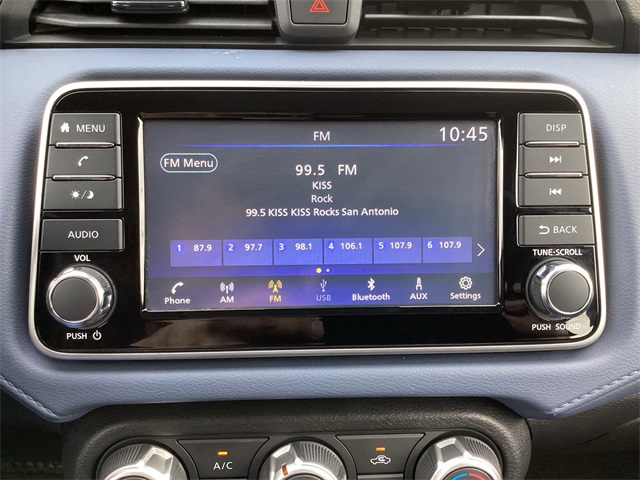 MENU
FM
10:45
DISP
FM Menu
99.5 FM
KISS
Rock
99.5 KISS KISS Rocks San Antonio
AUDIO
BACK
1 87.9 2 97.7 3 98.1 4 106.1 5 107.9 6 107.9
VOL
TUNE·SCROLL
Phone AM FM USB Bluetooth AUX Settings
PUSH
PUSH SOUND
A/C